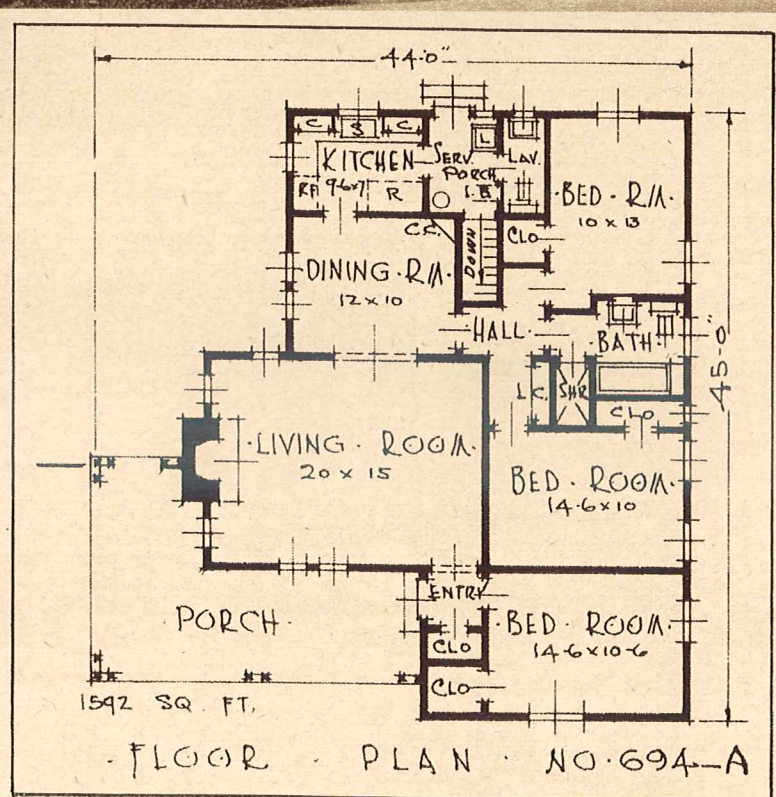 44'-0"
C S C
KITCHEN
9-6x7
RF
R
SERV.
PORCH
L
LAV.
BED · RM.
10 x 13
C.C.
DOWN
CLO
DINING · RM.
12 x 10
HALL
BATH
45'-0"
L.C.
SHR
CLO
LIVING · ROOM.
20 x 15
BED · ROOM.
14-6x10
ENTRY
PORCH
CLO
BED · ROOM.
14-6x10-6
CLO
1592 SQ. FT.
· FLOOR · PLAN · NO. 694-A